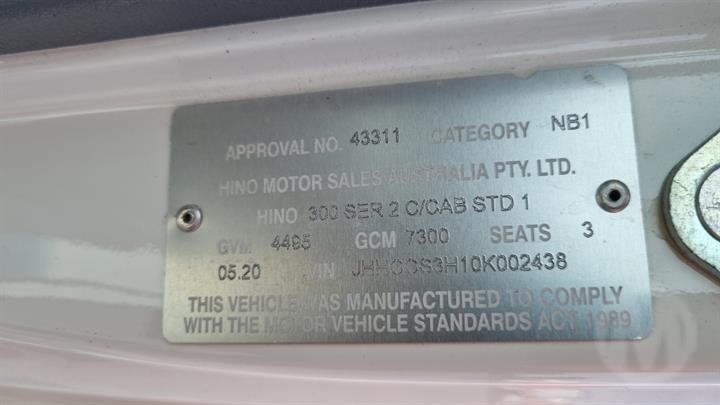 APPROVAL NO. 43311 CATEGORY NB1
HINO MOTOR SALES AUSTRALIA PTY. LTD.
HINO 300 SER 2 C/CAB STD 1
GVM 4495 GCM 7300 SEATS 3
05.20 VIN JHHCCS3H10K002438
THIS VEHICLE WAS MANUFACTURED TO COMPLY
WITH THE MOTOR VEHICLE STANDARDS ACT 1989